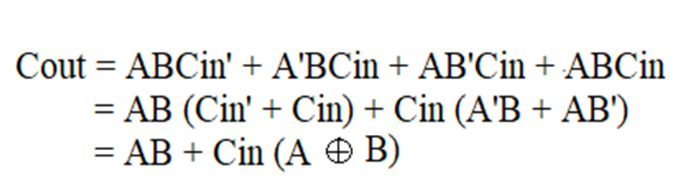 Cout = ABCin' + A'BCin + AB'Cin + ABCin
= AB (Cin' + Cin) + Cin (A'B + AB')
= AB + Cin (A ⊕ B)